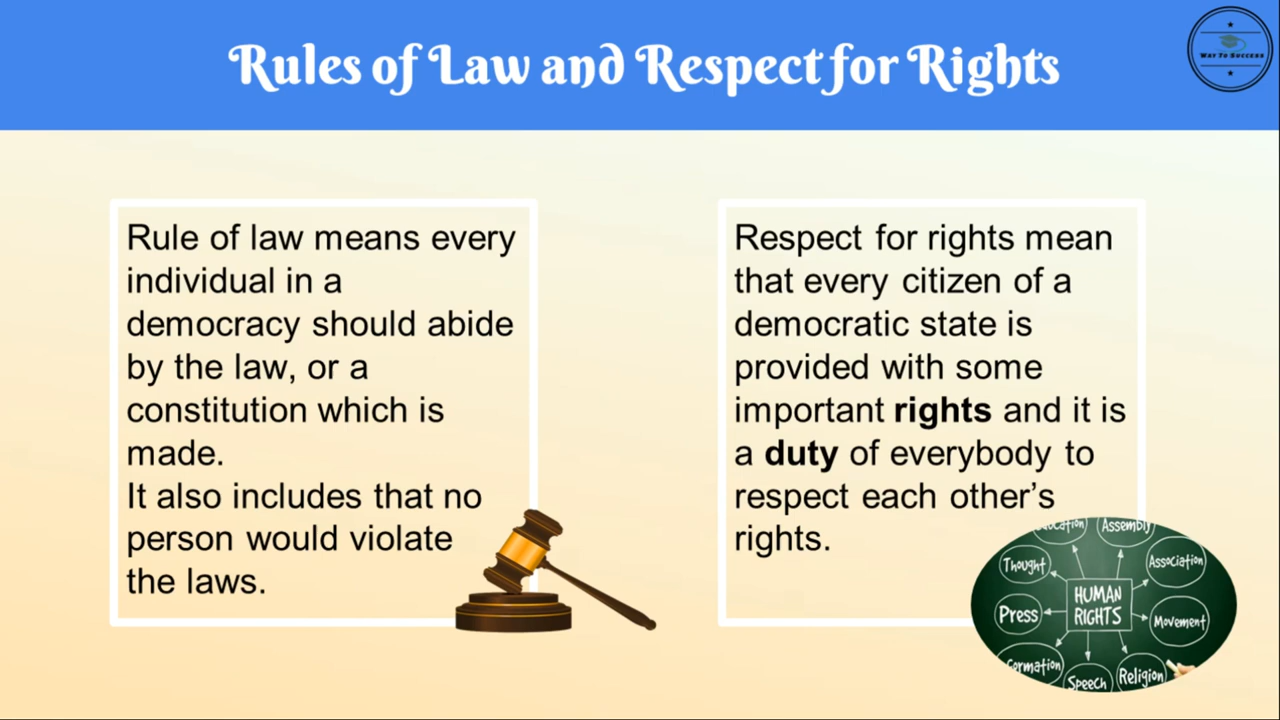 Rules of Law and Respect for Rights
WAY TO SUCCESS
Rule of law means every
individual in a
democracy should abide
by the law, or a
constitution which is
made.
It also includes that no
person would violate
the laws.
Respect for rights mean
that every citizen of a
democratic state is
provided with some
important rights and it is
a duty of everybody to
respect each other’s
rights.
Assembly
Thought
Association
HUMAN
RIGHTS
Press
Movement
Speech
Religion